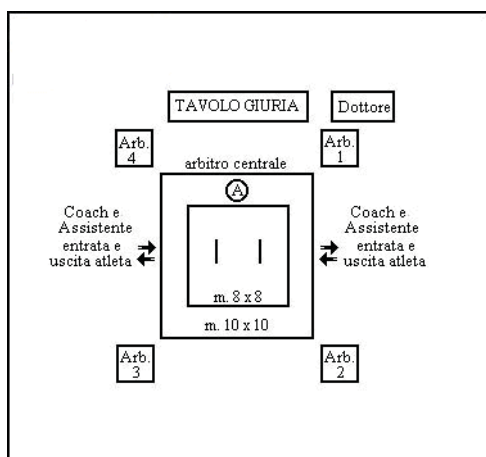 TAVOLO GIURIA
Dottore
Arb.
4
Arb.
1
arbitro centrale
A
Coach e
Assistente
entrata e
uscita atleta
Coach e
Assistente
entrata e
uscita atleta
m. 8 x 8
m. 10 x 10
Arb.
3
Arb.
2